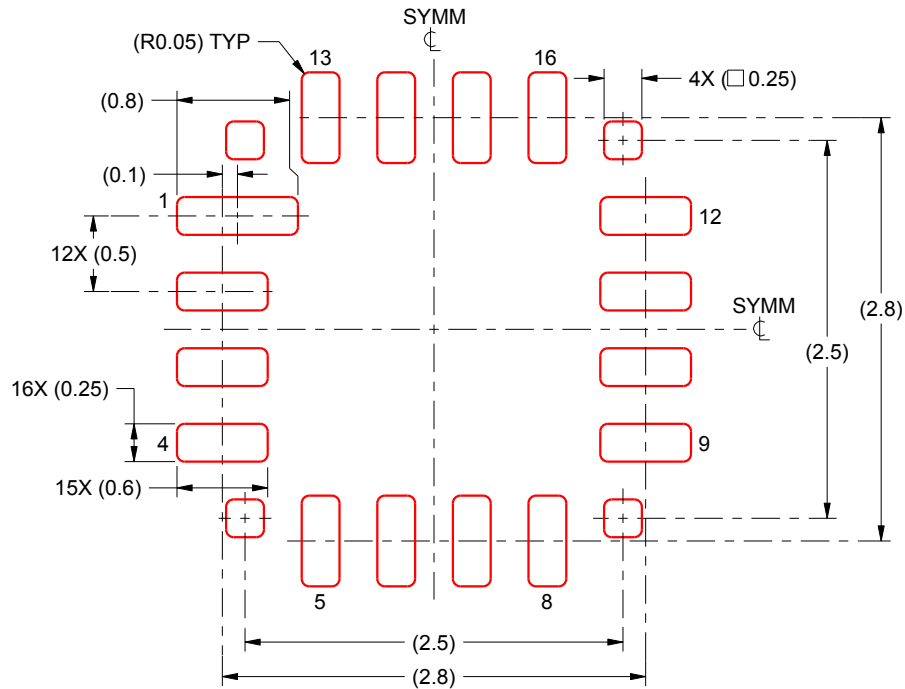 SYMM
℄
(R0.05) TYP
13
16
4X (□ 0.25)
(0.8)
(0.1)
1
12
12X (0.5)
SYMM
℄
(2.8)
(2.5)
16X (0.25)
4
9
15X (0.6)
5
8
(2.5)
(2.8)